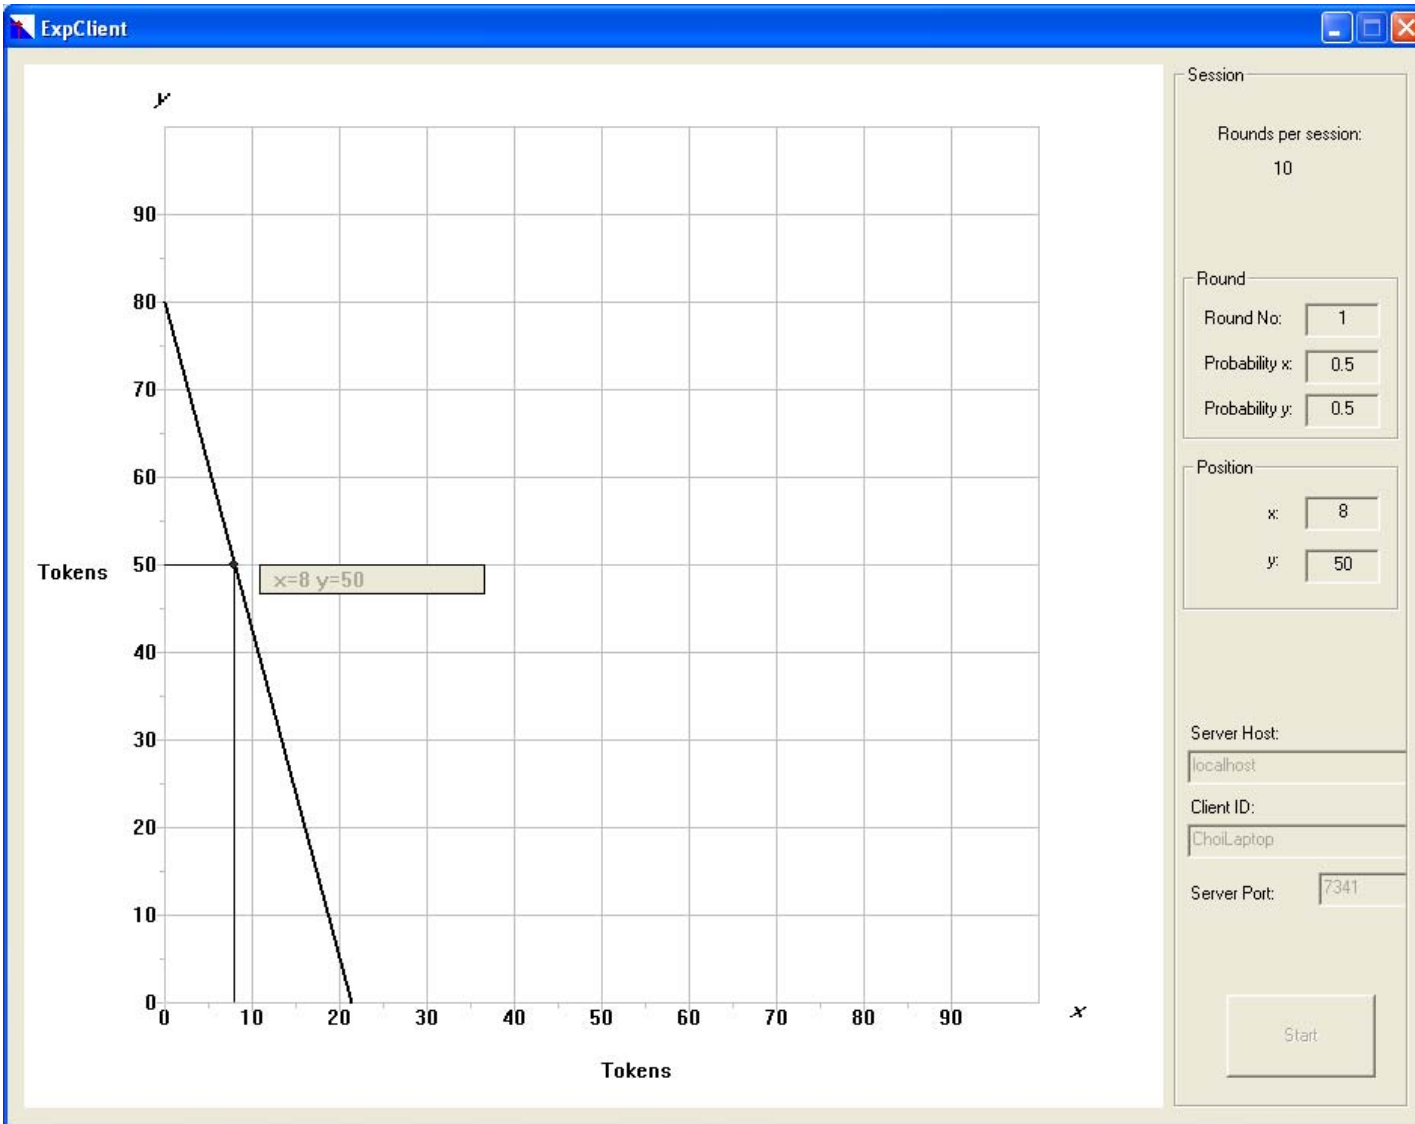 ExpClient
y
90
80
70
60
50
40
30
20
10
0
Tokens
x=8 y=50
0 10 20 30 40 50 60 70 80 90
x
Tokens
Session
Rounds per session:
10
Round
Round No: 1
Probability x: 0.5
Probability y: 0.5
Position
x: 8
y: 50
Server Host:
localhost
Client ID:
ChoiLaptop
Server Port: 7341
Start